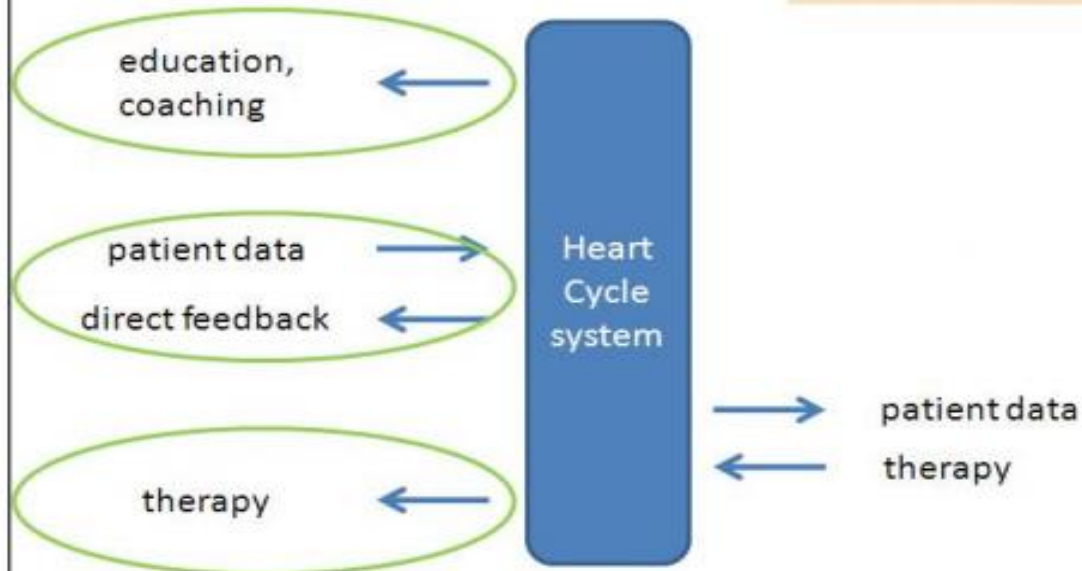 education,
coaching
patient data
direct feedback
therapy
Heart
Cycle
system
patient data
therapy